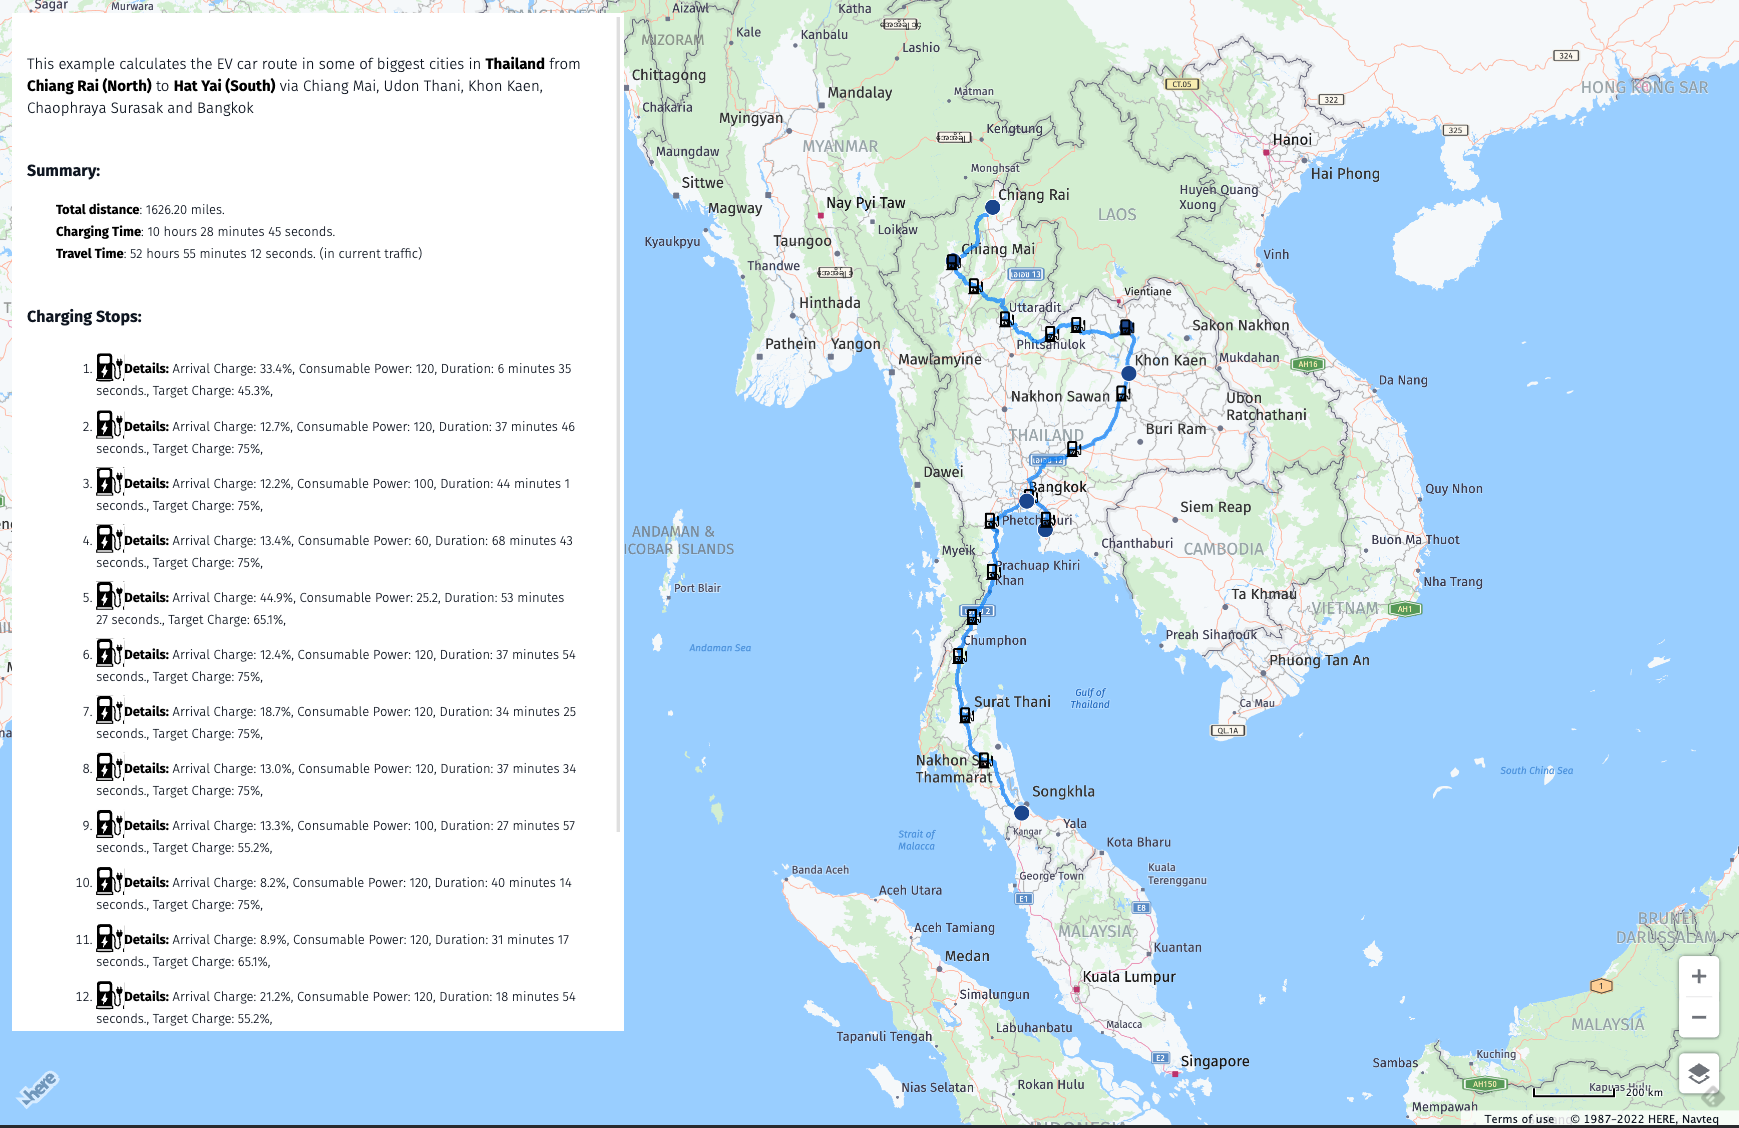 This example calculates the EV car route in some of biggest cities in Thailand from
Chiang Rai (North) to Hat Yai (South) via Chiang Mai, Udon Thani, Khon Kaen,
Chaophraya Surasak and Bangkok
Summary:
Total distance: 1626.20 miles.
Charging Time: 10 hours 28 minutes 45 seconds.
Travel Time: 52 hours 55 minutes 12 seconds. (in current traffic)
Charging Stops:
1. Details: Arrival Charge: 33.4%, Consumable Power: 120, Duration: 6 minutes 35
seconds., Target Charge: 45.3%,
2. Details: Arrival Charge: 12.7%, Consumable Power: 120, Duration: 37 minutes 46
seconds., Target Charge: 75%,
3. Details: Arrival Charge: 12.2%, Consumable Power: 100, Duration: 44 minutes 1
seconds., Target Charge: 75%,
4. Details: Arrival Charge: 13.4%, Consumable Power: 60, Duration: 68 minutes 43
seconds., Target Charge: 75%,
5. Details: Arrival Charge: 44.9%, Consumable Power: 25.2, Duration: 53 minutes
27 seconds., Target Charge: 65.1%,
6. Details: Arrival Charge: 12.4%, Consumable Power: 120, Duration: 37 minutes 54
seconds., Target Charge: 75%,
7. Details: Arrival Charge: 18.7%, Consumable Power: 120, Duration: 34 minutes 25
seconds., Target Charge: 75%,
8. Details: Arrival Charge: 13.0%, Consumable Power: 120, Duration: 37 minutes 34
seconds., Target Charge: 75%,
9. Details: Arrival Charge: 13.3%, Consumable Power: 100, Duration: 27 minutes 57
seconds., Target Charge: 55.2%,
10. Details: Arrival Charge: 8.2%, Consumable Power: 120, Duration: 40 minutes 14
seconds., Target Charge: 75%,
11. Details: Arrival Charge: 8.9%, Consumable Power: 120, Duration: 31 minutes 17
seconds., Target Charge: 65.1%,
12. Details: Arrival Charge: 21.2%, Consumable Power: 120, Duration: 18 minutes 54
seconds., Target Charge: 55.2%,
here
Sagar
Murwara
Aizawl
Katha
Kale
Kanbalu
MIZORAM
Lashio
324
Chittagong
CT.05
HONG KONG SAR
Mandalay
Matman
322
Chakaria
Myingyan
Kengtung
325
Hanoi
MYANMAR
Maungdaw
Monghsat
Hai Phong
Sittwe
Chiang Rai
Huyen Quang
Xuong
Magway
Nay Pyi Taw
LAOS
Loikaw
Kyaukpyu
Taungoo
Chiang Mai
Vinh
Thandwe
Vientiane
Hinthada
Uttaradit
Sakon Nakhon
Pathein
Yangon
Phitsanulok
Mawlamyine
Khon Kaen
Mukdahan
AH16
Da Nang
Nakhon Sawan
Ubon
Ratchathani
THAILAND
Buri Ram
Dawei
Bangkok
Quy Nhon
Siem Reap
ANDAMAN &
ICOBAR ISLANDS
Chanthaburi
CAMBODIA
Buon Ma Thuot
Myeik
Prachuap Khiri
Khan
Port Blair
Nha Trang
Ta Khmau
VIETNAM
AH1
Preah Sihanouk
Andaman Sea
Chumphon
Phuong Tan An
Surat Thani
Gulf of
Thailand
Ca Mau
QL.1A
Nakhon S
Thammarat
South China Sea
Songkhla
Strait of
Malacca
Kangar
Yala
Kota Bharu
Banda Aceh
George Town
Kuala
Terengganu
Aceh Utara
E1
E8
Aceh Tamiang
MALAYSIA
BRUNEI
DARUSSALAM
Kuantan
Medan
Kuala Lumpur
1
Simalungun
Malacca
Labuhanbatu
MALAYSIA
Tapanuli Tengah
E2
Singapore
Sambas
Kuching
Nias Selatan
Rokan Hulu
AH150
Kapuas Hulu
200 km
Mempawah
INDONESIA
Terms of use
© 1987-2022 HERE, Navteq